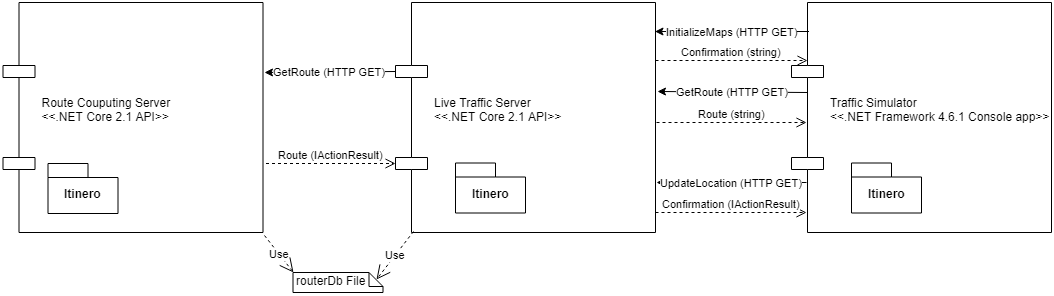 InitializeMaps (HTTP GET)
Confirmation (string)
GetRoute (HTTP GET)
GetRoute (HTTP GET)
Route Couputing Server
<<.NET Core 2.1 API>>
Live Traffic Server
<<.NET Core 2.1 API>>
Traffic Simulator
<<.NET Framework 4.6.1 Console app>>
Route (string)
Route (IActionResult)
UpdateLocation (HTTP GET)
Itinero
Itinero
Itinero
Confirmation (IActionResult)
Use
Use
routerDb File